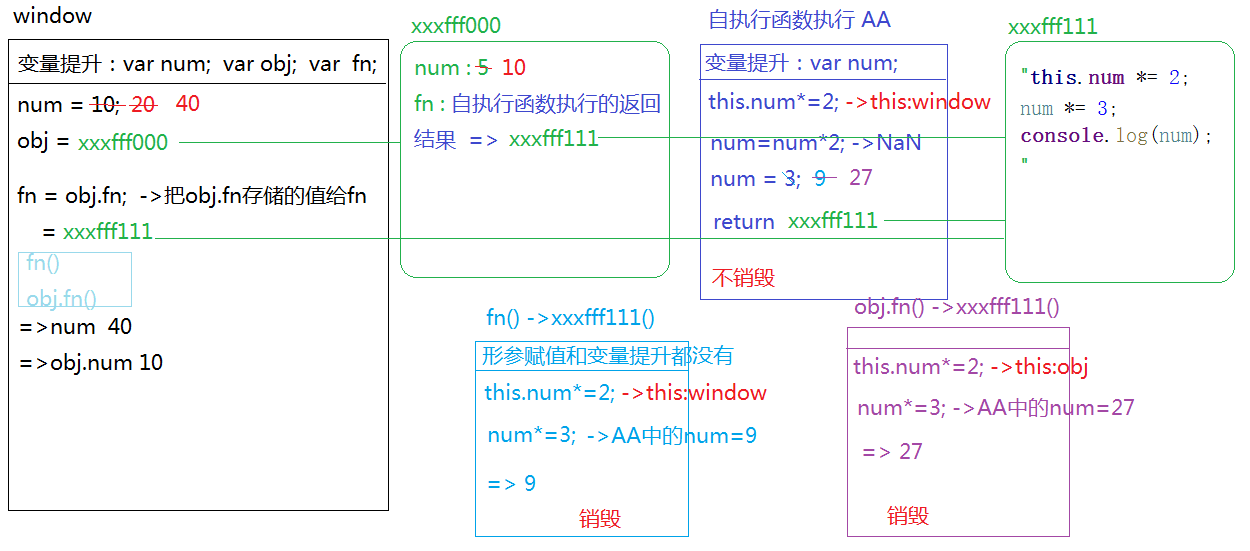 window
变量提升：var num;  var obj;  var  fn;
num = 10; 20  40
obj = xxxfff000
fn = obj.fn;  ->把obj.fn存储的值给fn
= xxxfff111
fn()
obj.fn()
=>num  40
=>obj.num 10
xxxfff000
num : 5  10
fn : 自执行函数执行的返回
结果  => xxxfff111
自执行函数执行 AA
变量提升：var num;
this.num*=2; ->this:window
num=num*2; ->NaN
num = 3;  9  27
return  xxxfff111
不销毁
xxxfff111
"this.num *= 2;
num *= 3;
console.log(num);
"
fn() ->xxxfff111()
形参赋值和变量提升都没有
this.num*=2; ->this:window
num*=3;  ->AA中的num=9
=> 9
销毁
obj.fn() ->xxxfff111()
this.num*=2; ->this:obj
num*=3; ->AA中的num=27
=> 27
销毁